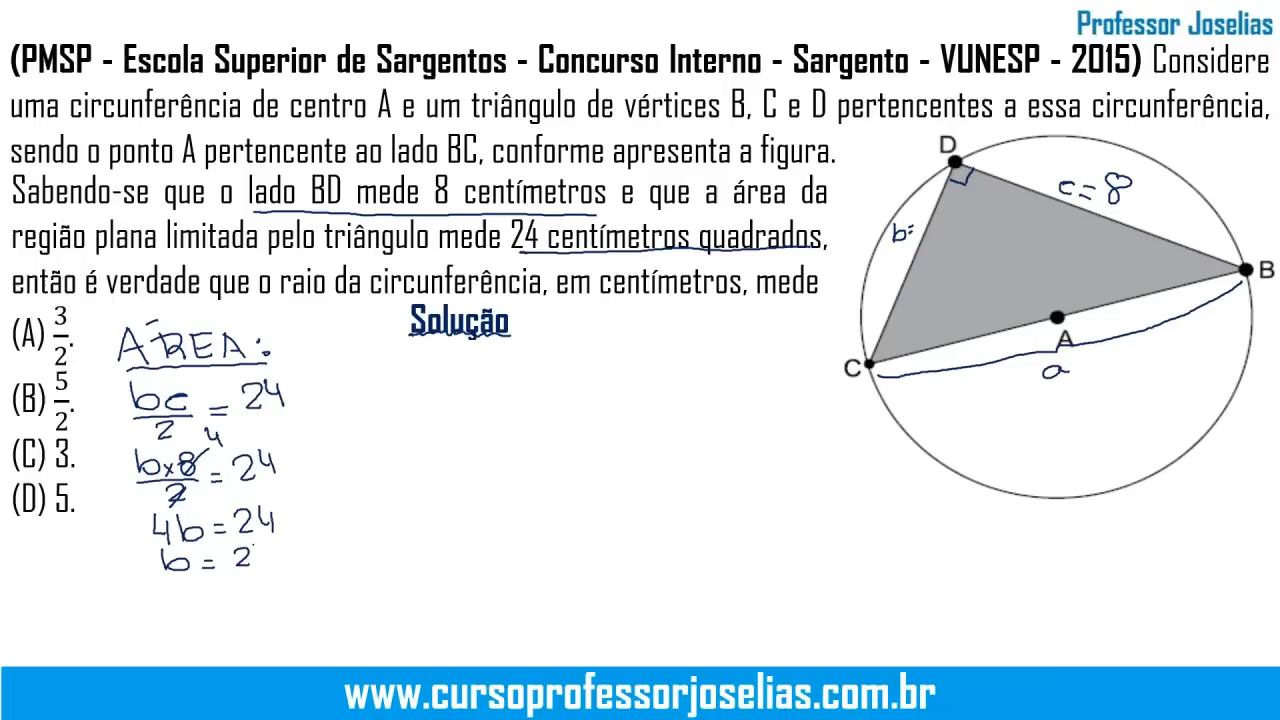 Professor Joselias
(PMSP - Escola Superior de Sargentos - Concurso Interno - Sargento - VUNESP - 2015) Considere
uma circunferência de centro A e um triângulo de vértices B, C e D pertencentes a essa circunferência,
sendo o ponto A pertencente ao lado BC, conforme apresenta a figura.
Sabendo-se que o lado BD mede 8 centímetros e que a área da
região plana limitada pelo triângulo mede 24 centímetros quadrados,
então é verdade que o raio da circunferência, em centímetros, mede
(A) 3/2.
(B) 5/2.
(C) 3.
(D) 5.
Solução
ÁREA:
bc/2 = 24
4
b×8/2 = 24
4b = 24
b = 2
D
c = 8
b=
B
A
C
a
www.cursoprofessorjoselias.com.br